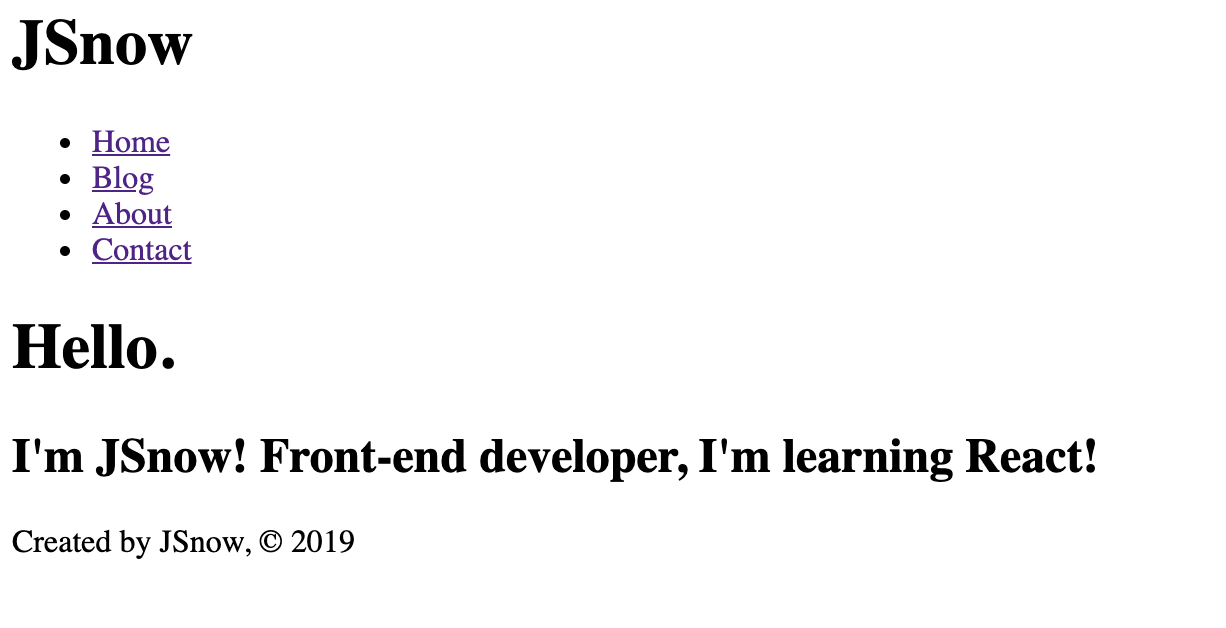 JSnow
Home
Blog
About
Contact
Hello.
I'm JSnow! Front-end developer, I'm learning React!
Created by JSnow, © 2019